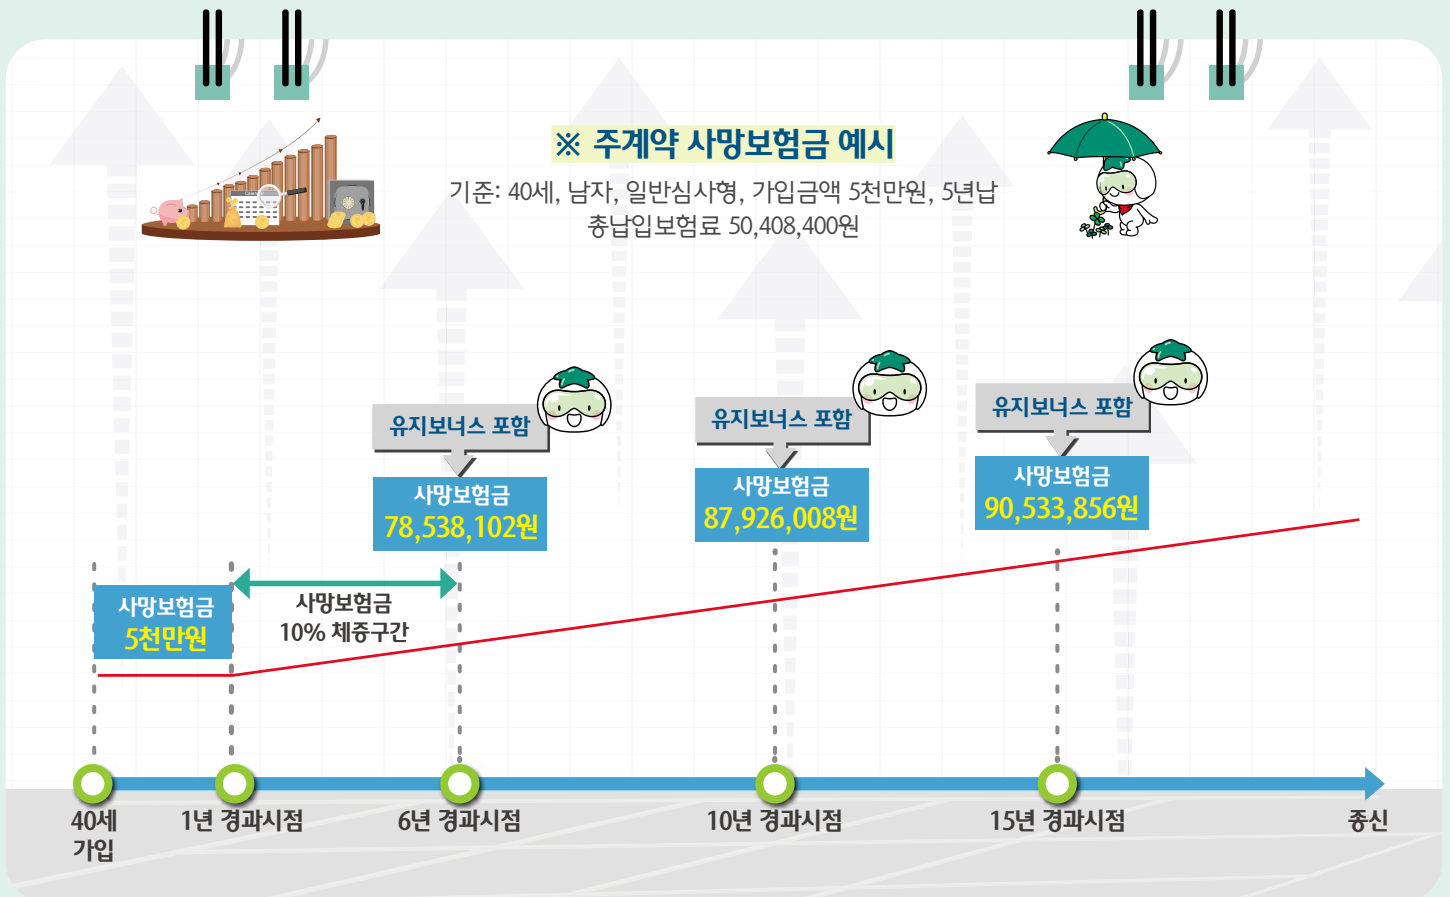 ※ 주계약 사망보험금 예시
기준: 40세, 남자, 일반심사형, 가입금액 5천만원, 5년납
총납입보험료 50,408,400원
유지보너스 포함
사망보험금
78,538,102원
유지보너스 포함
사망보험금
87,926,008원
유지보너스 포함
사망보험금
90,533,856원
사망보험금
5천만원
사망보험금
10% 체증구간
40세
가입
1년 경과시점
6년 경과시점
10년 경과시점
15년 경과시점
종신